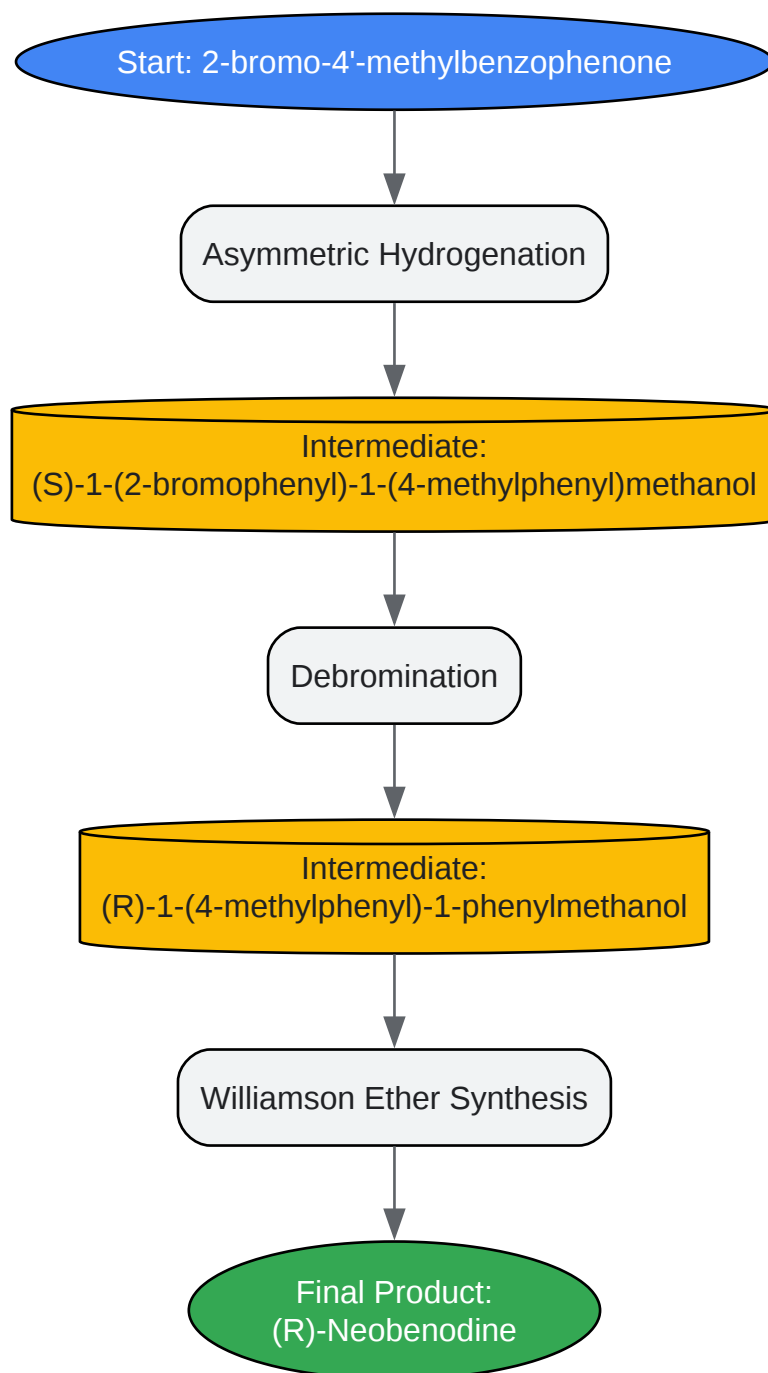 Start: 2-bromo-4'-methylbenzophenone
Asymmetric Hydrogenation
Intermediate:
(S)-1-(2-bromophenyl)-1-(4-methylphenyl)methanol
Debromination
Intermediate:
(R)-1-(4-methylphenyl)-1-phenylmethanol
Williamson Ether Synthesis
Final Product:
(R)-Neobenodine